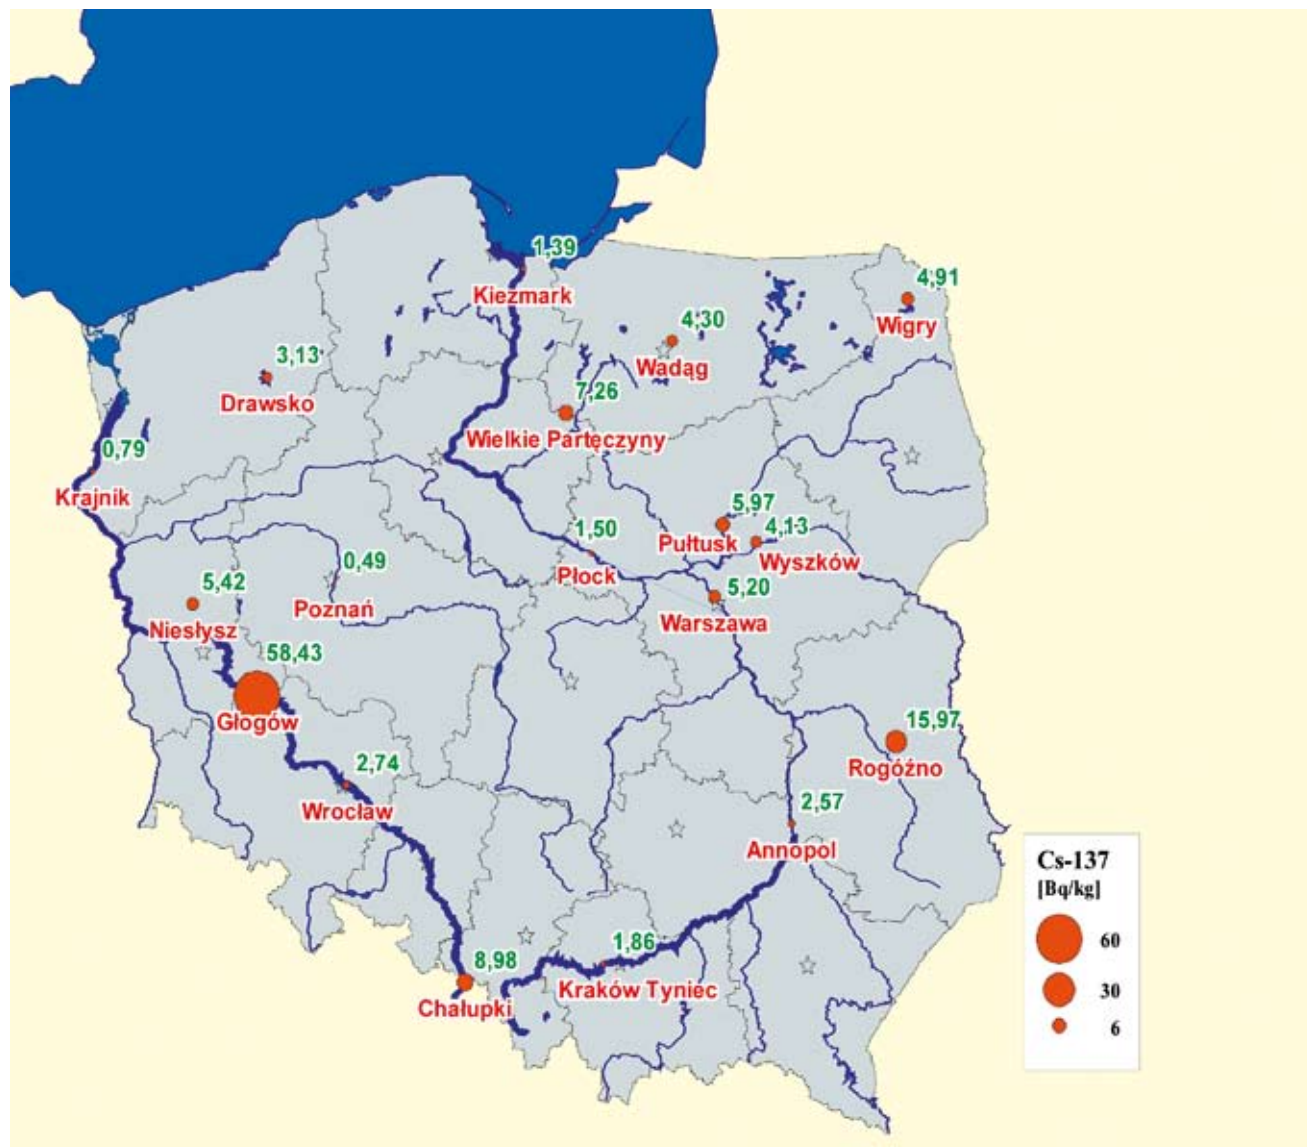 1,39
Kiezmark
4,91
Wigry
4,30
Wadąg
3,13
Drawsko
7,26
Wielkie Partęczyny
0,79
Krajnik
5,97
Pułtusk
4,13
Wyszków
1,50
Płock
0,49
Poznań
5,42
Niesłysz
5,20
Warszawa
58,43
Głogów
15,97
Rogóźno
2,74
Wrocław
2,57
Annopol
8,98
Chałupki
1,86
Kraków Tyniec
Cs-137
[Bq/kg]
60
30
6